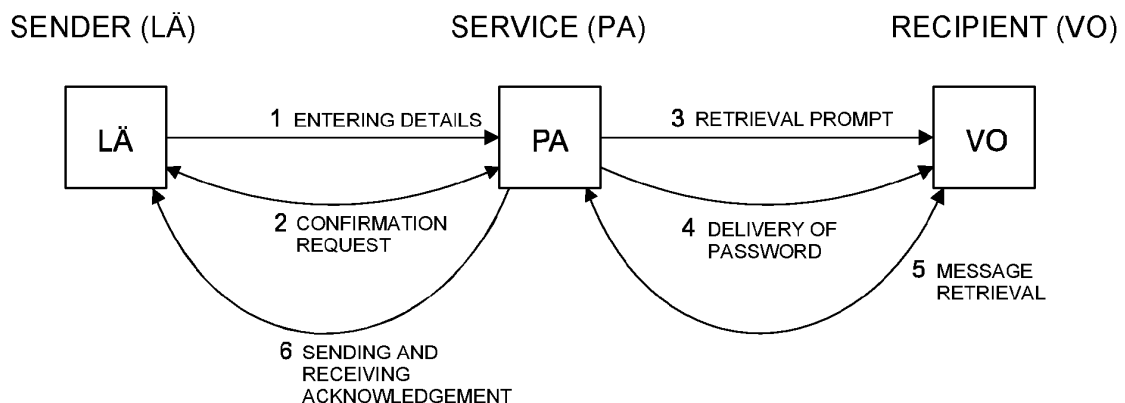 SENDER (LÄ)
SERVICE (PA)
RECIPIENT (VO)
LÄ
1 ENTERING DETAILS
PA
3 RETRIEVAL PROMPT
VO
2 CONFIRMATION
REQUEST
4 DELIVERY OF
PASSWORD
5 MESSAGE
RETRIEVAL
6 SENDING AND
RECEIVING
ACKNOWLEDGEMENT